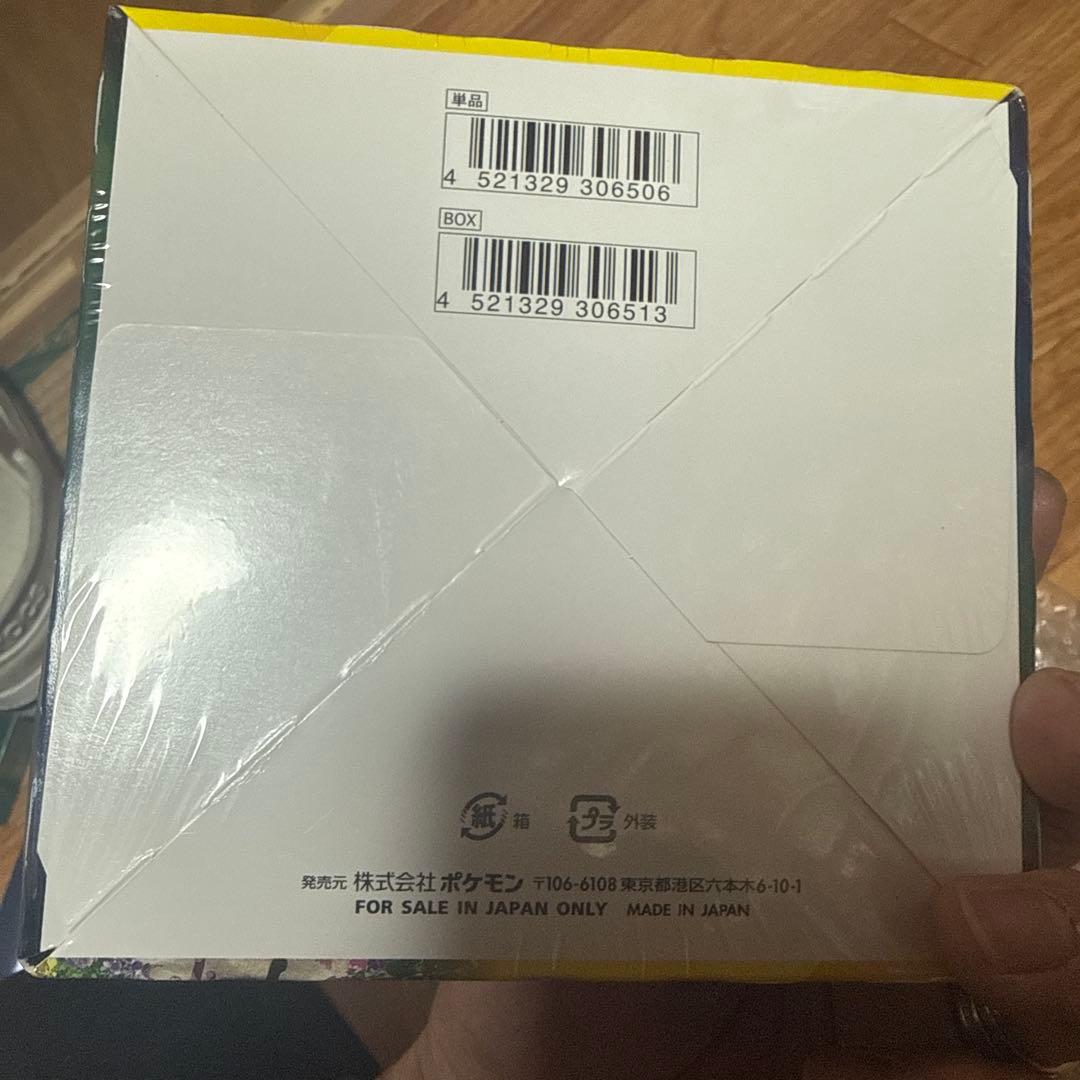 単品
4 521329 306506
BOX
4 521329 306513
紙 箱 プラ 外装
発売元 株式会社 ポケモン 〒106-6108 東京都港区六本木6-10-1
FOR SALE IN JAPAN ONLY MADE IN JAPAN